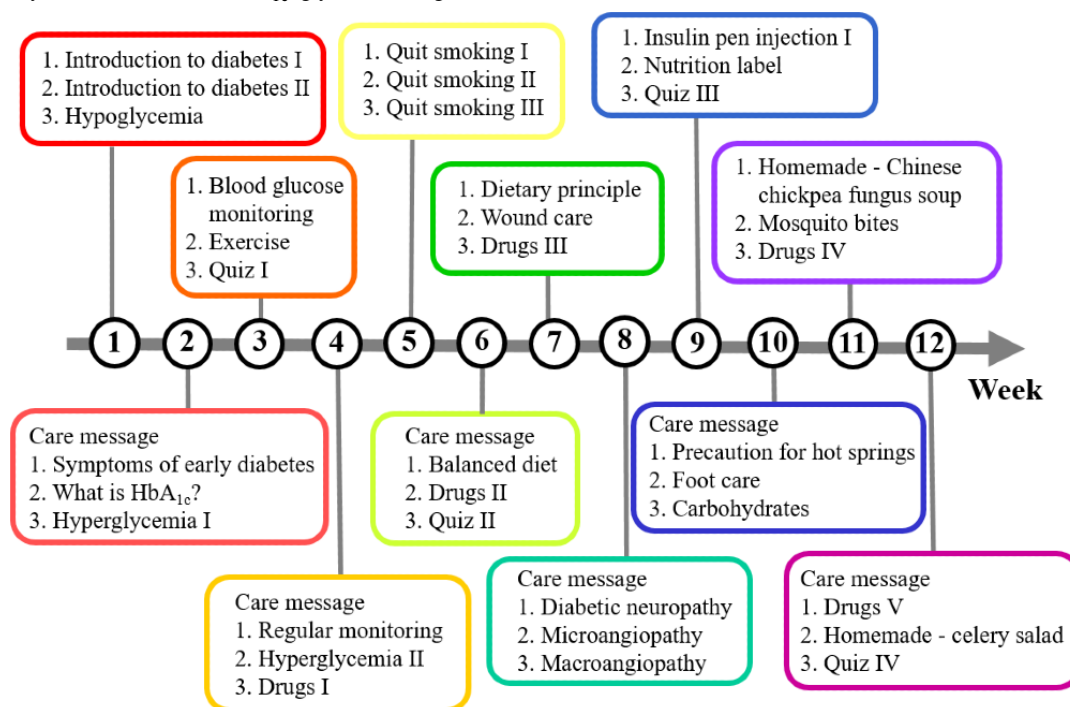 1. Introduction to diabetes I
2. Introduction to diabetes II
3. Hypoglycemia
1. Quit smoking I
2. Quit smoking II
3. Quit smoking III
1. Insulin pen injection I
2. Nutrition label
3. Quiz III
1. Blood glucose
monitoring
2. Exercise
3. Quiz I
1. Dietary principle
2. Wound care
3. Drugs III
1. Homemade - Chinese
chickpea fungus soup
2. Mosquito bites
3. Drugs IV
1 2 3 4 5 6 7 8 9 10 11 12
Week
Care message
1. Symptoms of early diabetes
2. What is HbA1c?
3. Hyperglycemia I
Care message
1. Balanced diet
2. Drugs II
3. Quiz II
Care message
1. Precaution for hot springs
2. Foot care
3. Carbohydrates
Care message
1. Regular monitoring
2. Hyperglycemia II
3. Drugs I
Care message
1. Diabetic neuropathy
2. Microangiopathy
3. Macroangiopathy
Care message
1. Drugs V
2. Homemade - celery salad
3. Quiz IV